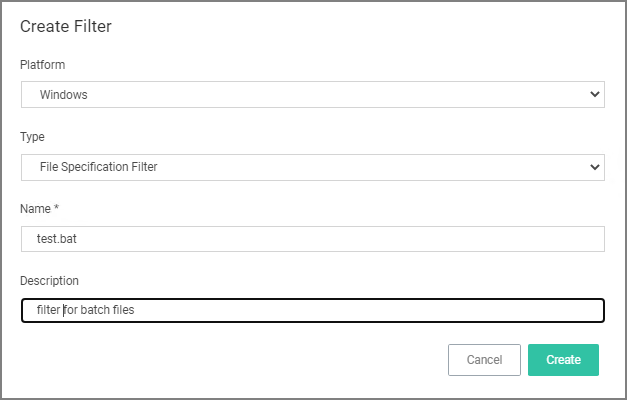 Create Filter
Platform
Windows
Type
File Specification Filter
Name *
test.bat
Description
filter for batch files
Cancel
Create